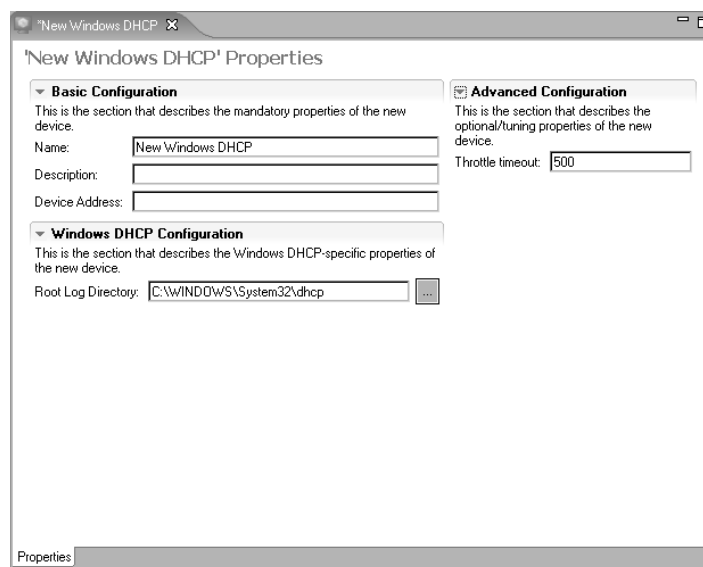 *New Windows DHCP
'New Windows DHCP' Properties
Basic Configuration
This is the section that describes the mandatory properties of the new
device.
Name: New Windows DHCP
Description:
Device Address:
Windows DHCP Configuration
This is the section that describes the Windows DHCP-specific properties of
the new device.
Root Log Directory: C:\WINDOWS\System32\dhcp ...
Advanced Configuration
This is the section that describes the
optional/tuning properties of the new
device.
Throttle timeout: 500
Properties